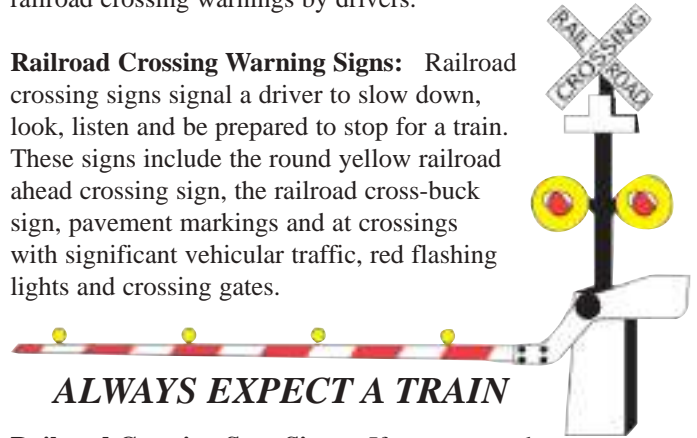 railroad crossing warnings by drivers.
RAIL ROAD
CROSSING
Railroad Crossing Warning Signs: Railroad
crossing signs signal a driver to slow down,
look, listen and be prepared to stop for a train.
These signs include the round yellow railroad
ahead crossing sign, the railroad cross-buck
sign, pavement markings and at crossings
with significant vehicular traffic, red flashing
lights and crossing gates.
ALWAYS EXPECT A TRAIN
Railroad Crossing Stop Signs: If